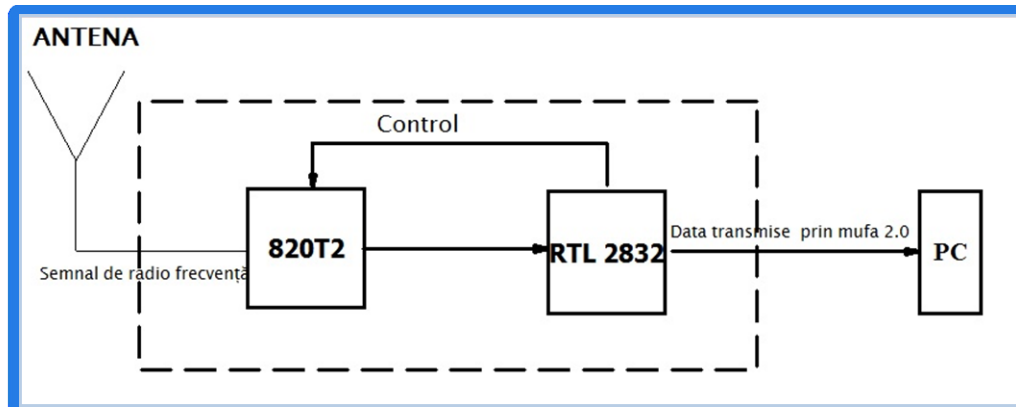 ANTENA
Control
820T2
RTL 2832
Data transmise prin mufa 2.0
PC
Semnal de radio frecvență